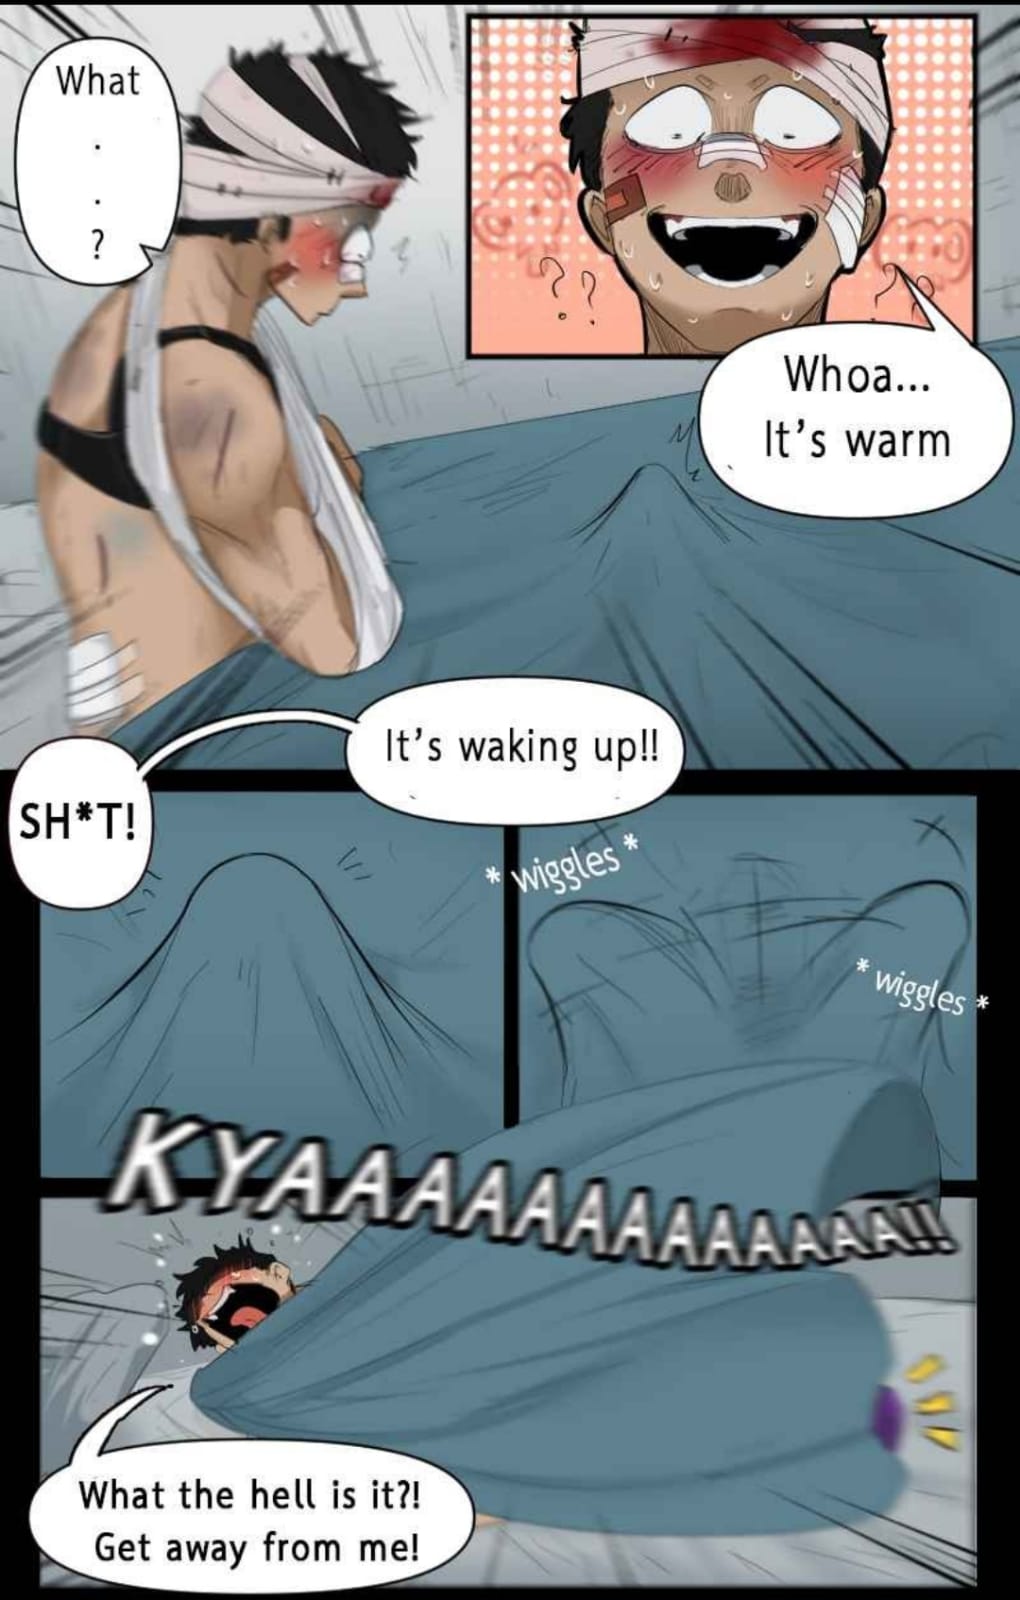 What
.
.
?
? ?
? ?
Whoa...
It's warm
It's waking up!!
SH*T!
* wiggles *
* wiggles *
KYAAAAAAAAAAAAAA!!
What the hell is it?!
Get away from me!